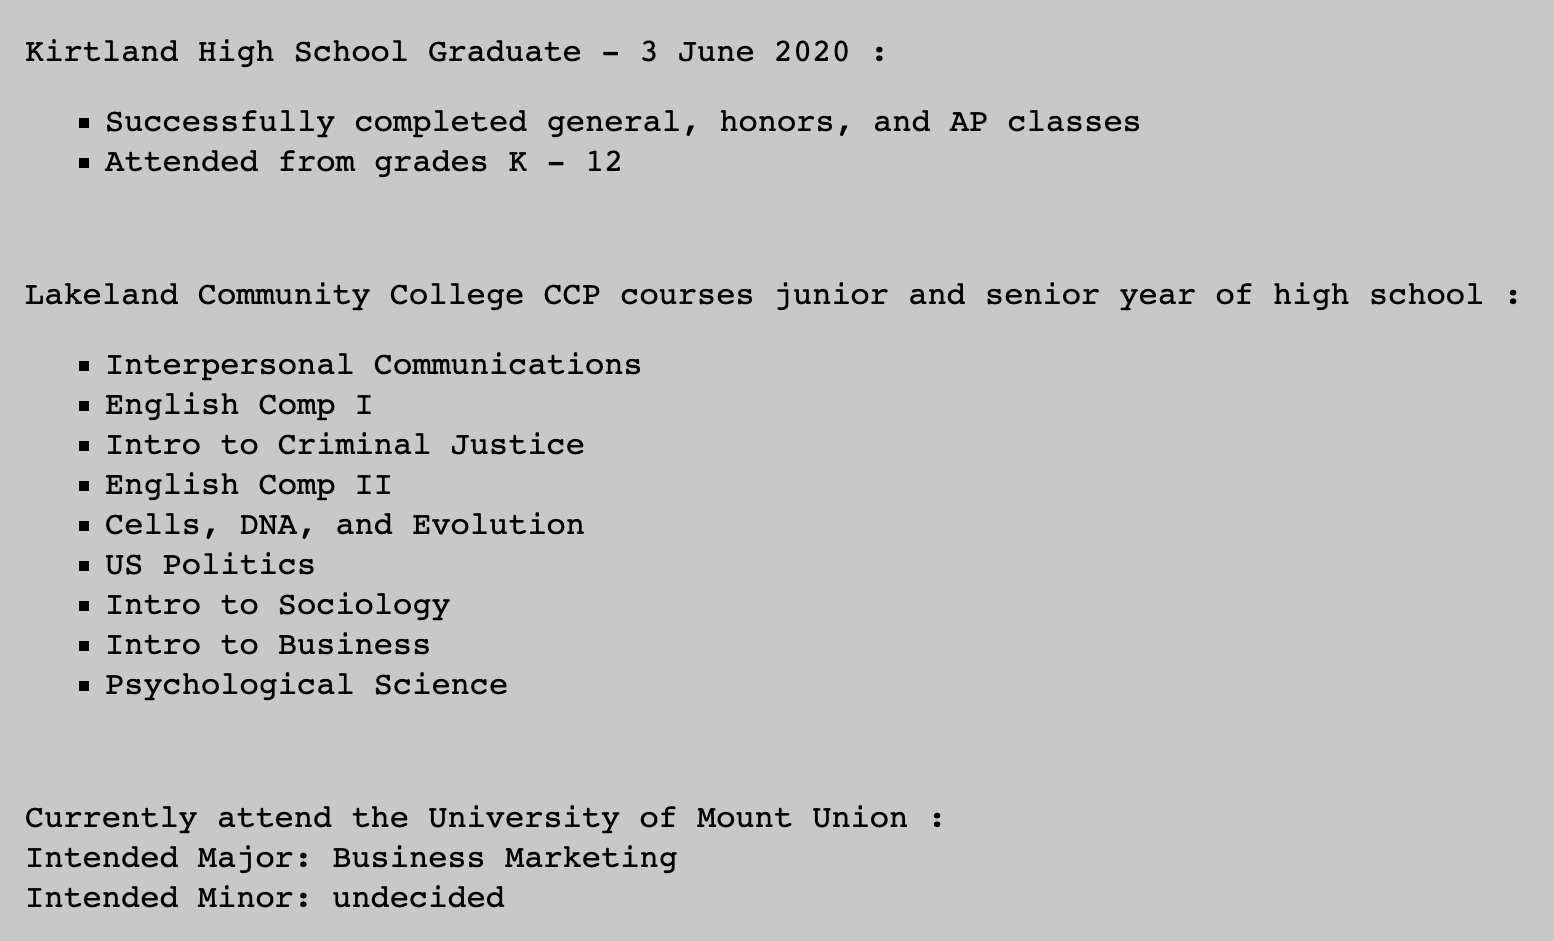 Kirtland High School Graduate – 3 June 2020 :
▪ Successfully completed general, honors, and AP classes
▪ Attended from grades K – 12
Lakeland Community College CCP courses junior and senior year of high school :
▪ Interpersonal Communications
▪ English Comp I
▪ Intro to Criminal Justice
▪ English Comp II
▪ Cells, DNA, and Evolution
▪ US Politics
▪ Intro to Sociology
▪ Intro to Business
▪ Psychological Science
Currently attend the University of Mount Union :
Intended Major: Business Marketing
Intended Minor: undecided